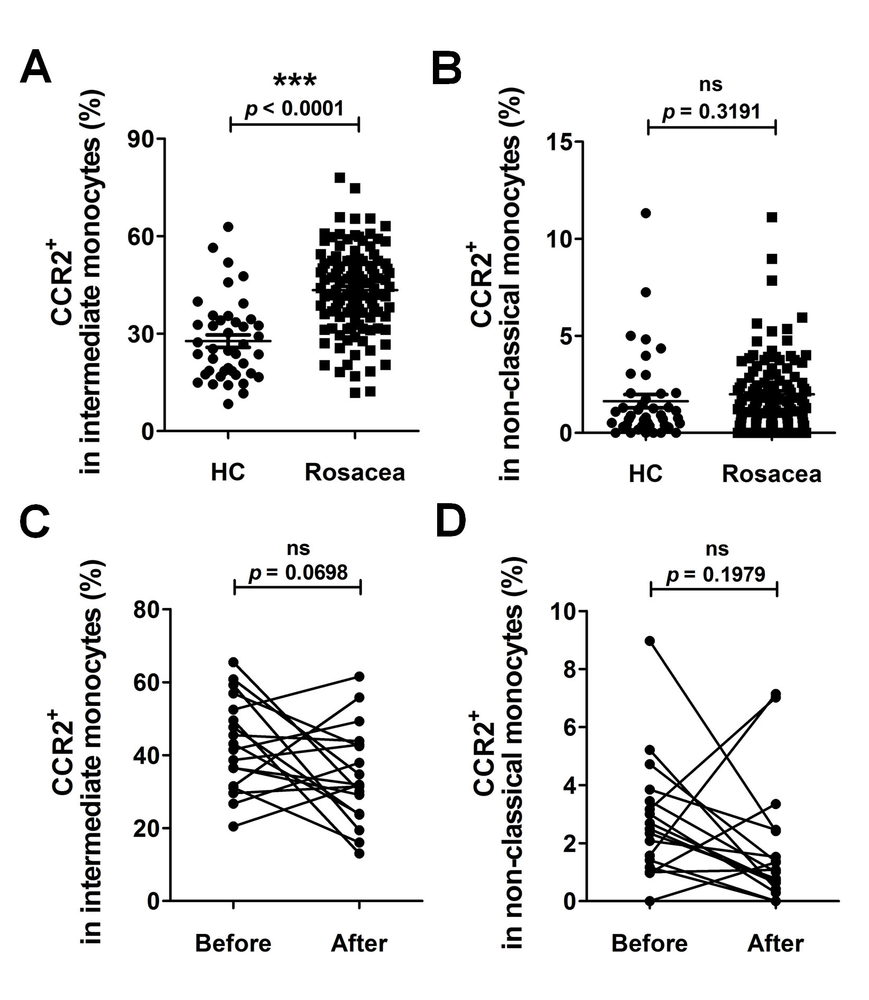 A
***
p < 0.0001
CCR2+
in intermediate monocytes (%)
90
60
30
0
HC
Rosacea
B
ns
p = 0.3191
CCR2+
in non-classical monocytes (%)
15
10
5
0
HC
Rosacea
C
ns
p = 0.0698
CCR2+
in intermediate monocytes (%)
80
60
40
20
0
Before
After
D
ns
p = 0.1979
CCR2+
in non-classical monocytes (%)
10
8
6
4
2
0
Before
After